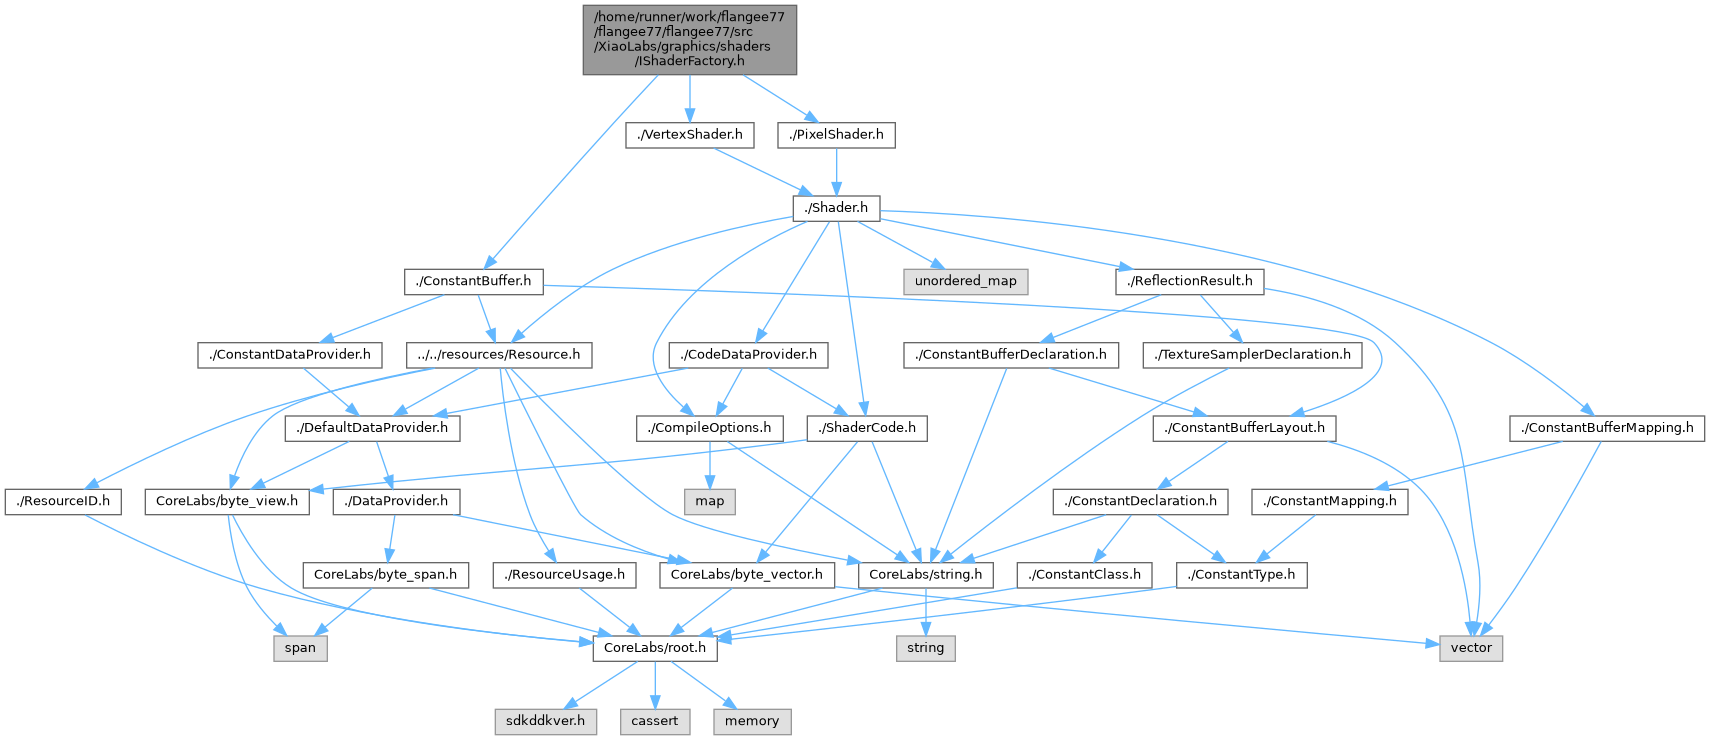 /home/runner/work/flangee77
/flangee77/flangee77/src
/XiaoLabs/graphics/shaders
/IShaderFactory.h
./VertexShader.h
./PixelShader.h
./Shader.h
./ConstantBuffer.h
unordered_map
./ReflectionResult.h
./ConstantDataProvider.h
../../resources/Resource.h
./CodeDataProvider.h
./ConstantBufferDeclaration.h
./TextureSamplerDeclaration.h
./DefaultDataProvider.h
./CompileOptions.h
./ShaderCode.h
./ConstantBufferLayout.h
./ConstantBufferMapping.h
./ResourceID.h
CoreLabs/byte_view.h
./DataProvider.h
map
./ConstantDeclaration.h
./ConstantMapping.h
CoreLabs/byte_span.h
./ResourceUsage.h
CoreLabs/byte_vector.h
CoreLabs/string.h
./ConstantClass.h
./ConstantType.h
span
CoreLabs/root.h
string
vector
sdkddkver.h
cassert
memory